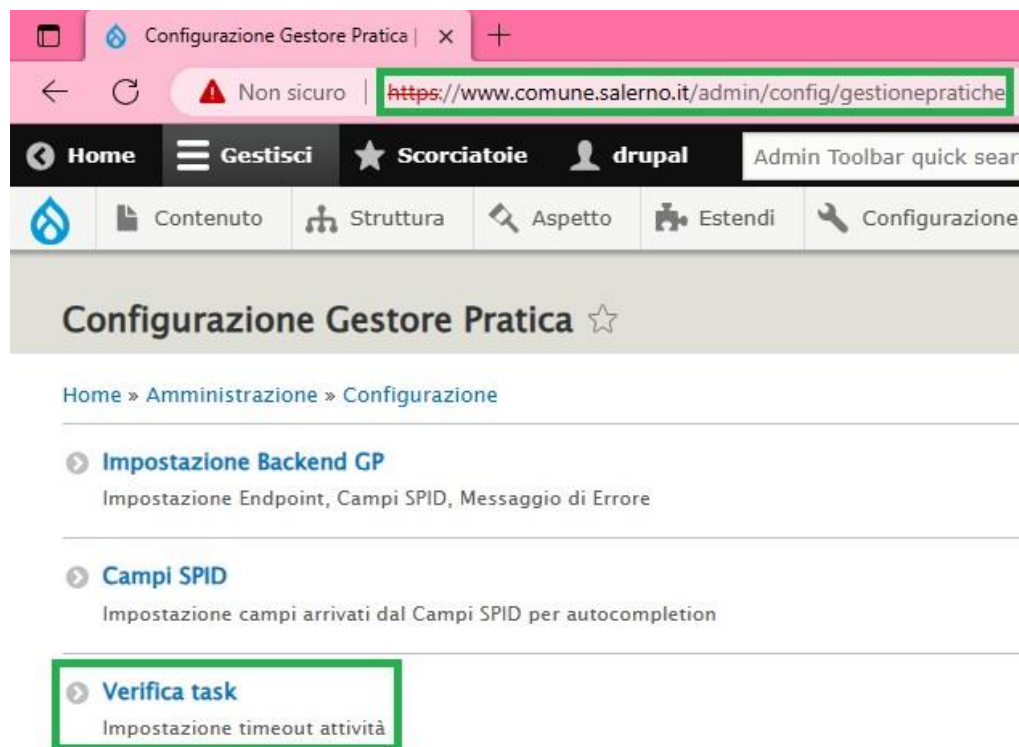 Configurazione Gestore Pratica |
Non sicuro | https://www.comune.salerno.it/admin/config/gestionepratiche
Home Gestisci Scorciatoie drupal Admin Toolbar quick sear
Contenuto Struttura Aspetto Estendi Configurazione
Configurazione Gestore Pratica
Home » Amministrazione » Configurazione
Impostazione Backend GP
Impostazione Endpoint, Campi SPID, Messaggio di Errore
Campi SPID
Impostazione campi arrivati dal Campi SPID per autocompletion
Verifica task
Impostazione timeout attività